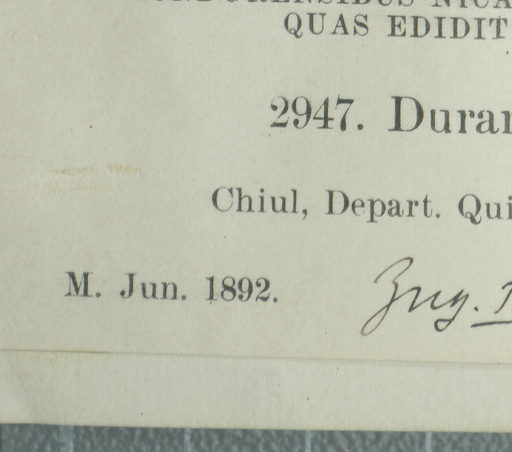 QUAS EDIDIT
2947. Duran
Chiul, Depart. Qui
M. Jun. 1892.